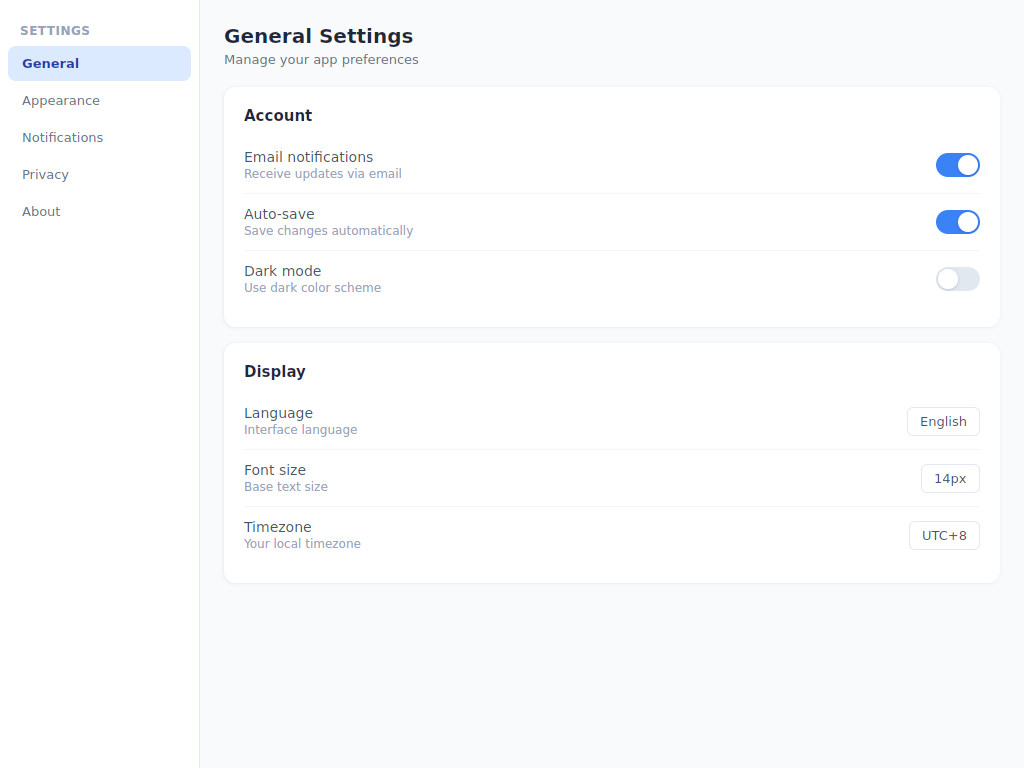 SETTINGS
General
Appearance
Notifications
Privacy
About
General Settings
Manage your app preferences
Account
Email notifications
Receive updates via email
Auto-save
Save changes automatically
Dark mode
Use dark color scheme
Display
Language
Interface language
English
Font size
Base text size
14px
Timezone
Your local timezone
UTC+8